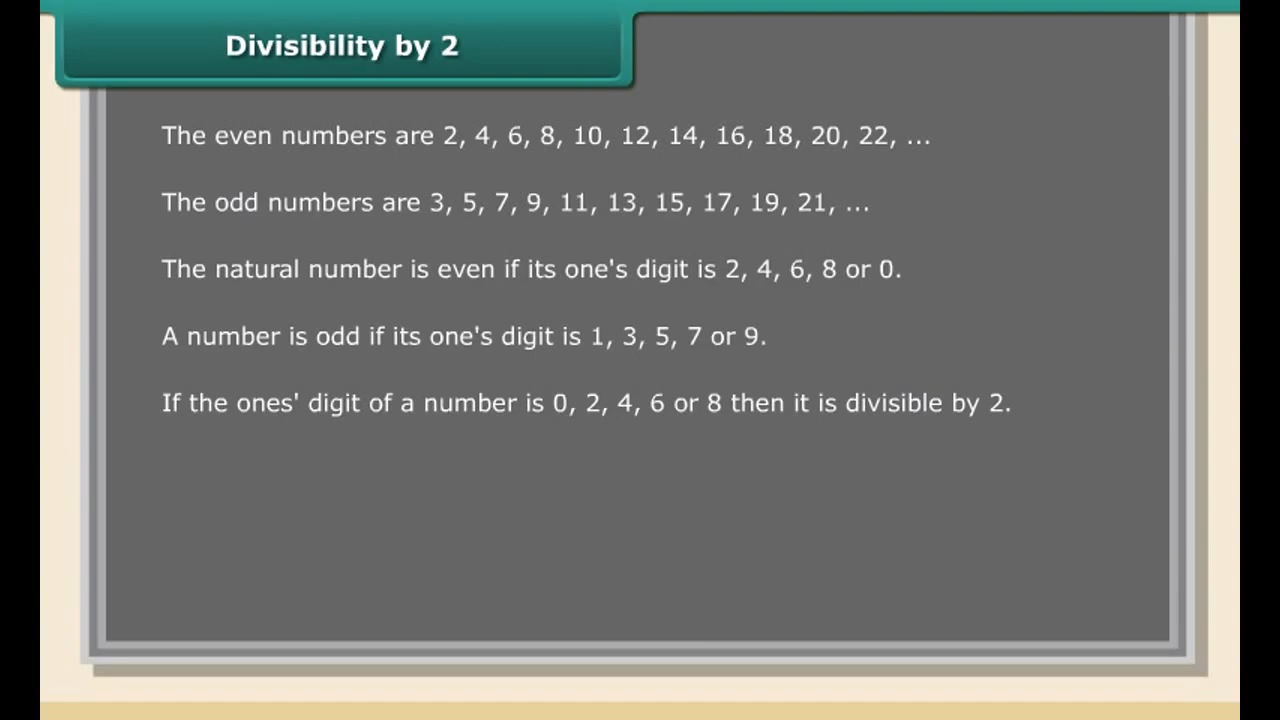 Divisibility by 2
The even numbers are 2, 4, 6, 8, 10, 12, 14, 16, 18, 20, 22, ...
The odd numbers are 3, 5, 7, 9, 11, 13, 15, 17, 19, 21, ...
The natural number is even if its one's digit is 2, 4, 6, 8 or 0.
A number is odd if its one's digit is 1, 3, 5, 7 or 9.
If the ones' digit of a number is 0, 2, 4, 6 or 8 then it is divisible by 2.